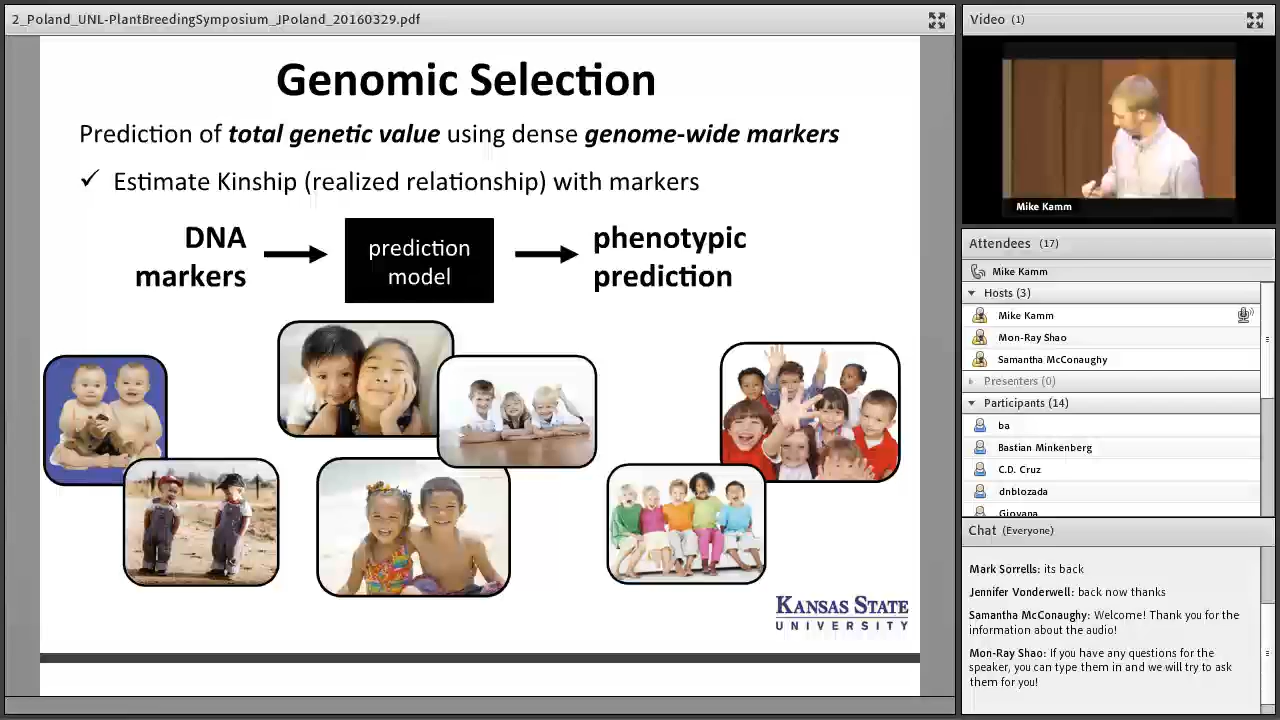 2_Poland_UNL-PlantBreedingSymposium_JPoland_20160329.pdf
Genomic Selection
Prediction of total genetic value using dense genome-wide markers
✓ Estimate Kinship (realized relationship) with markers
DNA
markers
prediction
model
phenotypic
prediction
KANSAS STATE
UNIVERSITY
Video (1)
Mike Kamm
Attendees (17)
Mike Kamm
Hosts (3)
Mike Kamm
Mon-Ray Shao
Samantha McConaughy
Presenters (0)
Participants (14)
ba
Bastian Minkenberg
C.D. Cruz
dnblozada
Giovana
Chat (Everyone)
Mark Sorrells: its back
Jennifer Vonderwell: back now thanks
Samantha McConaughy: Welcome! Thank you for the
information about the audio!
Mon-Ray Shao: If you have any questions for the
speaker, you can type them in and we will try to ask
them for you!